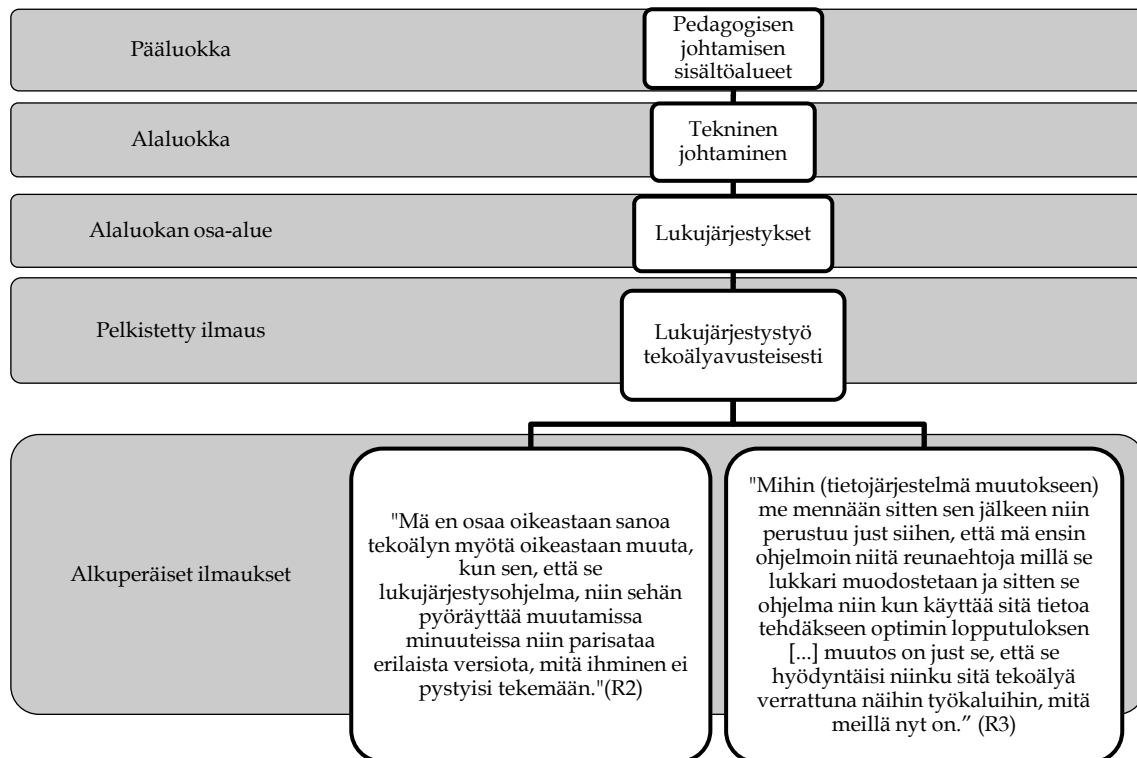 Pääluokka
Pedagogisen
johtamisen
sisältöalueet
Alaluokka
Tekninen
johtaminen
Alaluokan osa-alue
Lukujärjestykset
Pelkistetty ilmaus
Lukujärjestystyö
tekoälyavusteisesti
Alkuperäiset ilmaukset
"Mä en osaa oikeastaan sanoa
tekoälyn myötä oikeastaan muuta,
kun sen, että se
lukujärjestysohjelma, niin sehän
pyöräyttää muutamissa
minuuteissa niin parisataa
erilaista versiota, mitä ihminen ei
pystyisi tekemään."(R2)
"Mihin (tietojärjestelmä muutokseen)
me mennään sitten sen jälkeen niin
perustuu just siihen, että mä ensin
ohjelmoin niitä reunaehtoja millä se
lukkari muodostetaan ja sitten se
ohjelma niin kun käyttää sitä tietoa
tehdäkseen optimin lopputuloksen
[...] muutos on just se, että se
hyödyntäisi niinku sitä tekoälyä
verrattuna näihin työkaluihin, mitä
meillä nyt on.” (R3)